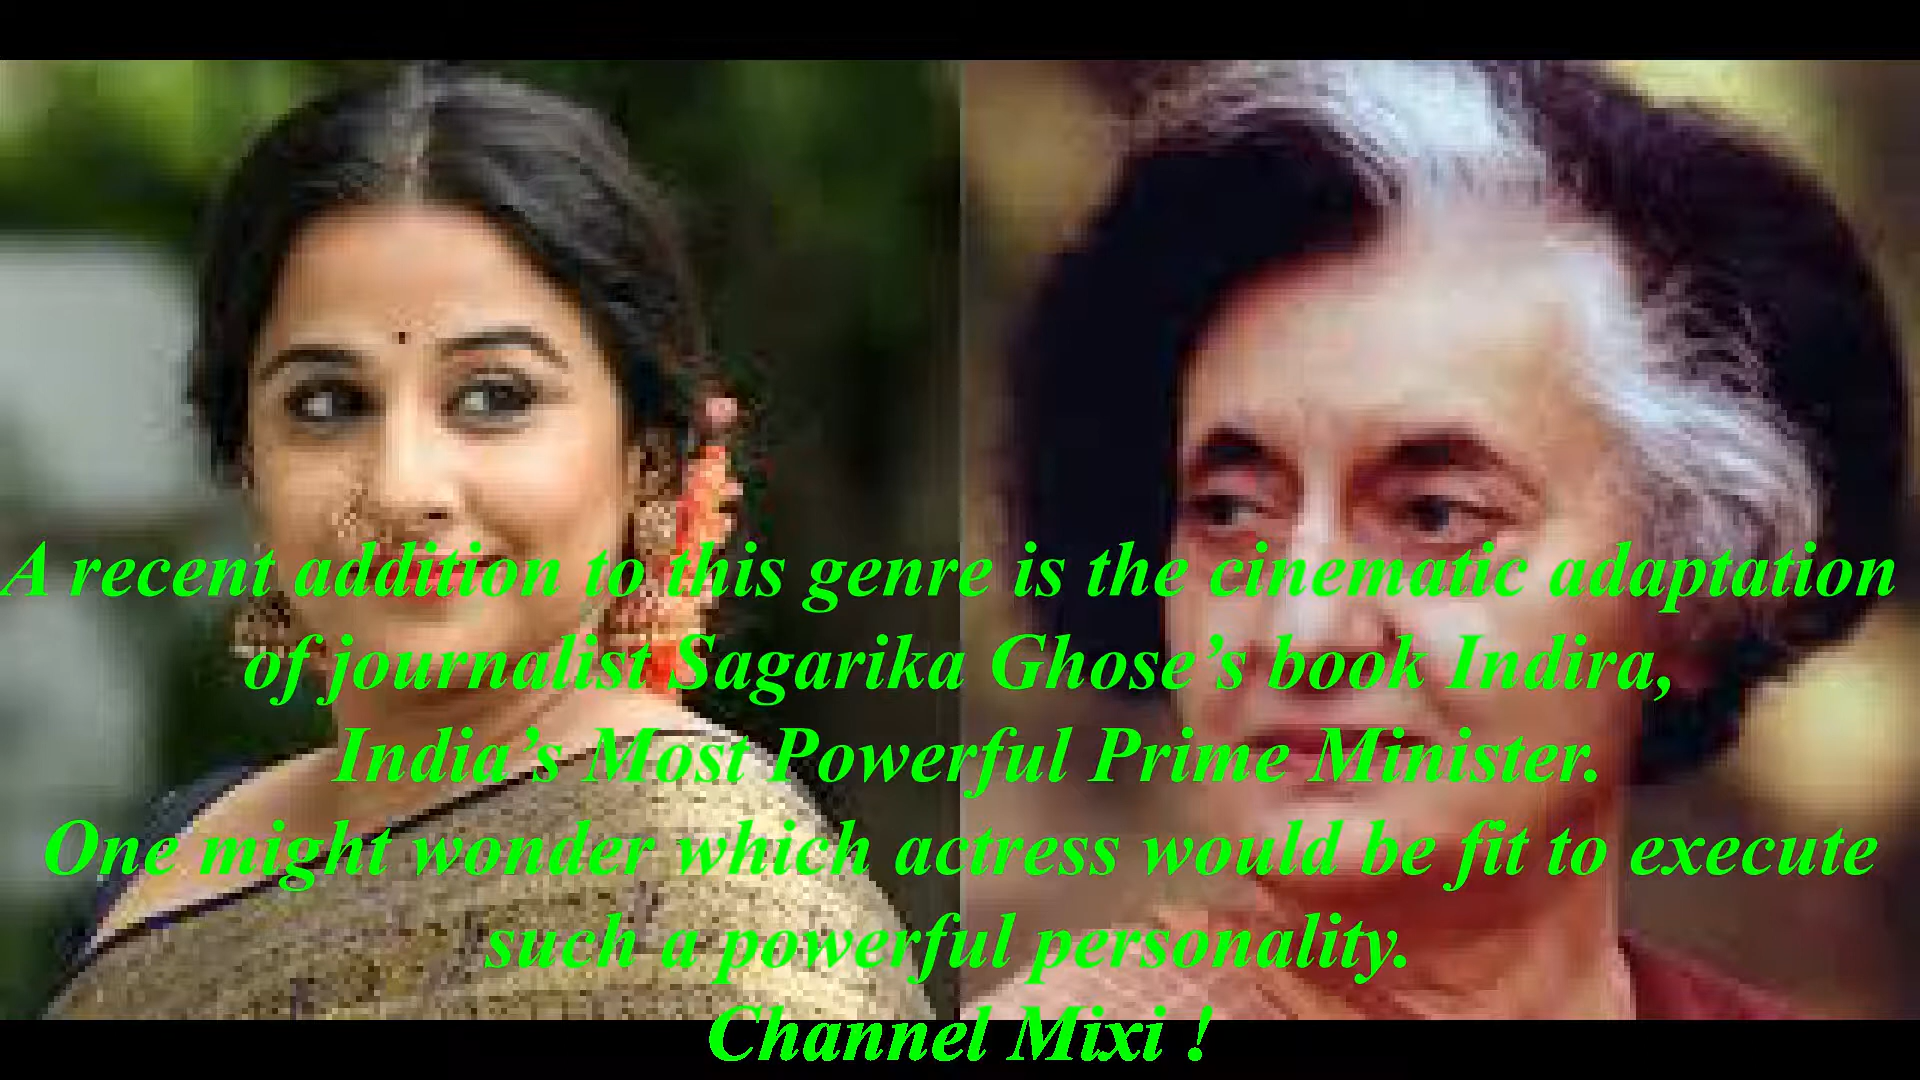 A recent addition to this genre is the cinematic adaptation
of journalist Sagarika Ghose’s book Indira,
India’s Most Powerful Prime Minister.
One might wonder which actress would be fit to execute
such a powerful personality.
Channel Mixi !